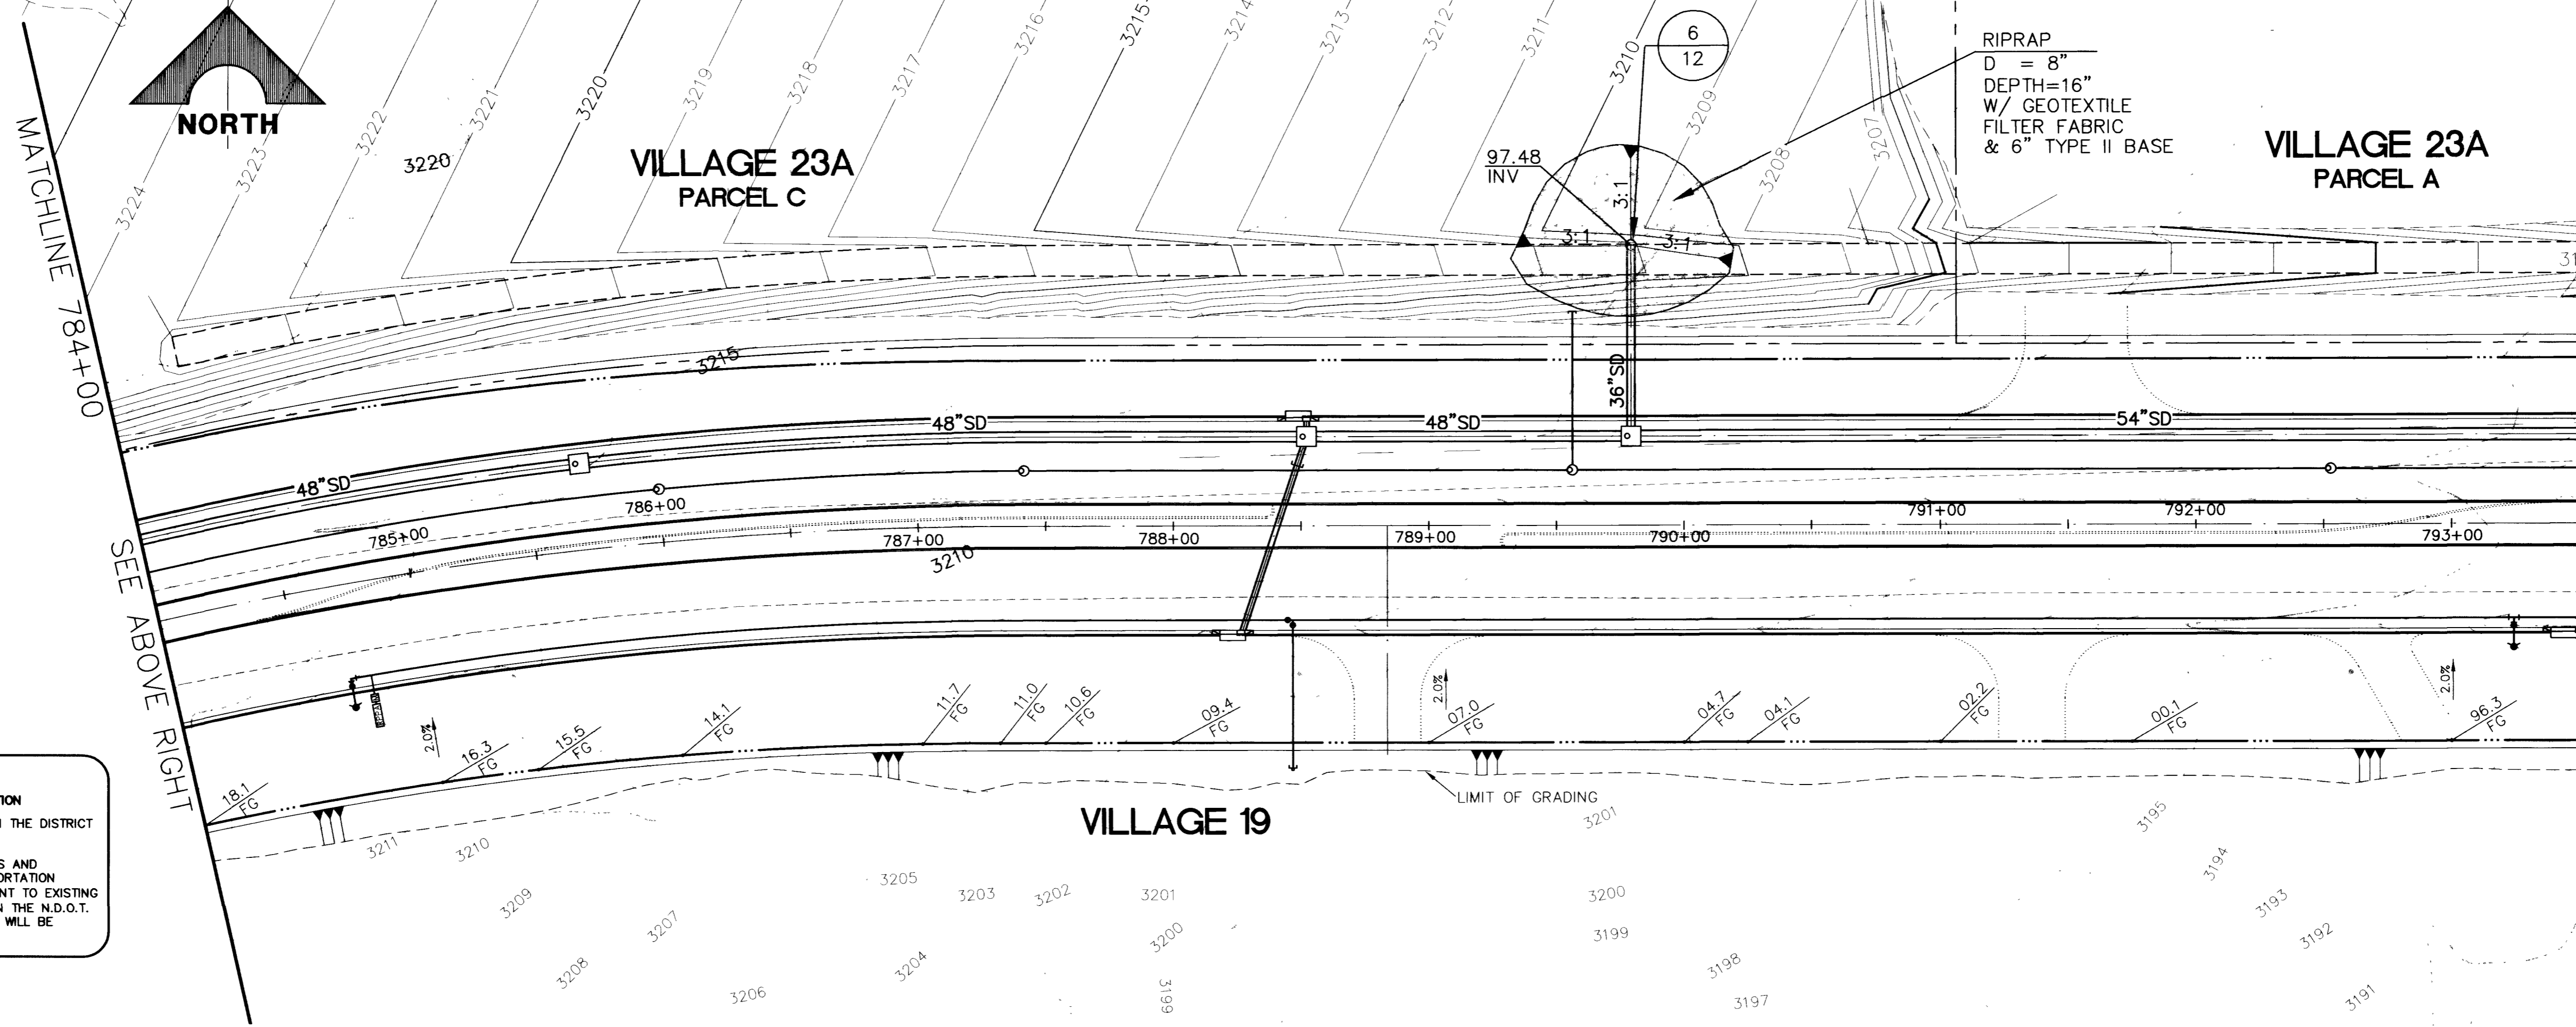 NORTH
MATCHLINE 784+00
SEE ABOVE RIGHT
3224
3223
3222
3221
3220
3219
3218
3217
3216
3215
3214
3213
3212
3211
3210
3209
3208
3207
3220
VILLAGE 23A
PARCEL C
6
12
97.48
INV
3:1
3:1
3:1
RIPRAP
D = 8"
DEPTH=16"
W/ GEOTEXTILE
FILTER FABRIC
& 6" TYPE II BASE
VILLAGE 23A
PARCEL A
31
3215
36"SD
48"SD
48"SD
48"SD
54"SD
785+00
786+00
787+00
788+00
789+00
790+00
791+00
792+00
793+00
3210
2.0%
2.0%
2.0%
18.1
FG
16.3
FG
15.5
FG
14.1
FG
11.7
FG
11.0
FG
10.6
FG
09.4
FG
07.0
FG
04.7
FG
04.1
FG
02.2
FG
00.1
FG
96.3
FG
LIMIT OF GRADING
VILLAGE 19
TION
THE DISTRICT
S AND
ORTATION
NT TO EXISTING
N THE N.D.O.T.
WILL BE
3211
3210
3209
3208
3207
3206
3205
3204
3203
3202
3201
3200
3199
3201
3200
3199
3198
3197
3195
3194
3193
3192
3191